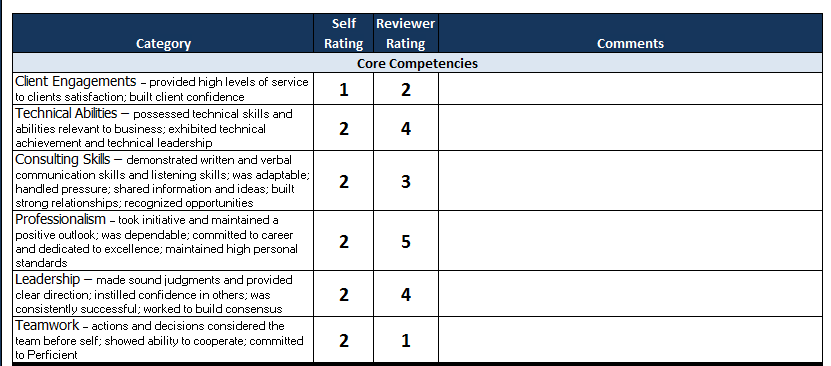 Category Self Rating Reviewer Rating Comments
Core Competencies
Client Engagements – provided high levels of service
to clients satisfaction; built client confidence
1 2
Technical Abilities – possessed technical skills and
abilities relevant to business; exhibited technical
achievement and technical leadership
2 4
Consulting Skills – demonstrated written and verbal
communication skills and listening skills; was adaptable;
handled pressure; shared information and ideas; built
strong relationships; recognized opportunities
2 3
Professionalism – took initiative and maintained a
positive outlook; was dependable; committed to career
and dedicated to excellence; maintained high personal
standards
2 5
Leadership – made sound judgments and provided
clear direction; instilled confidence in others; was
consistently successful; worked to build consensus
2 4
Teamwork – actions and decisions considered the
team before self; showed ability to cooperate; committed
to Perficient
2 1